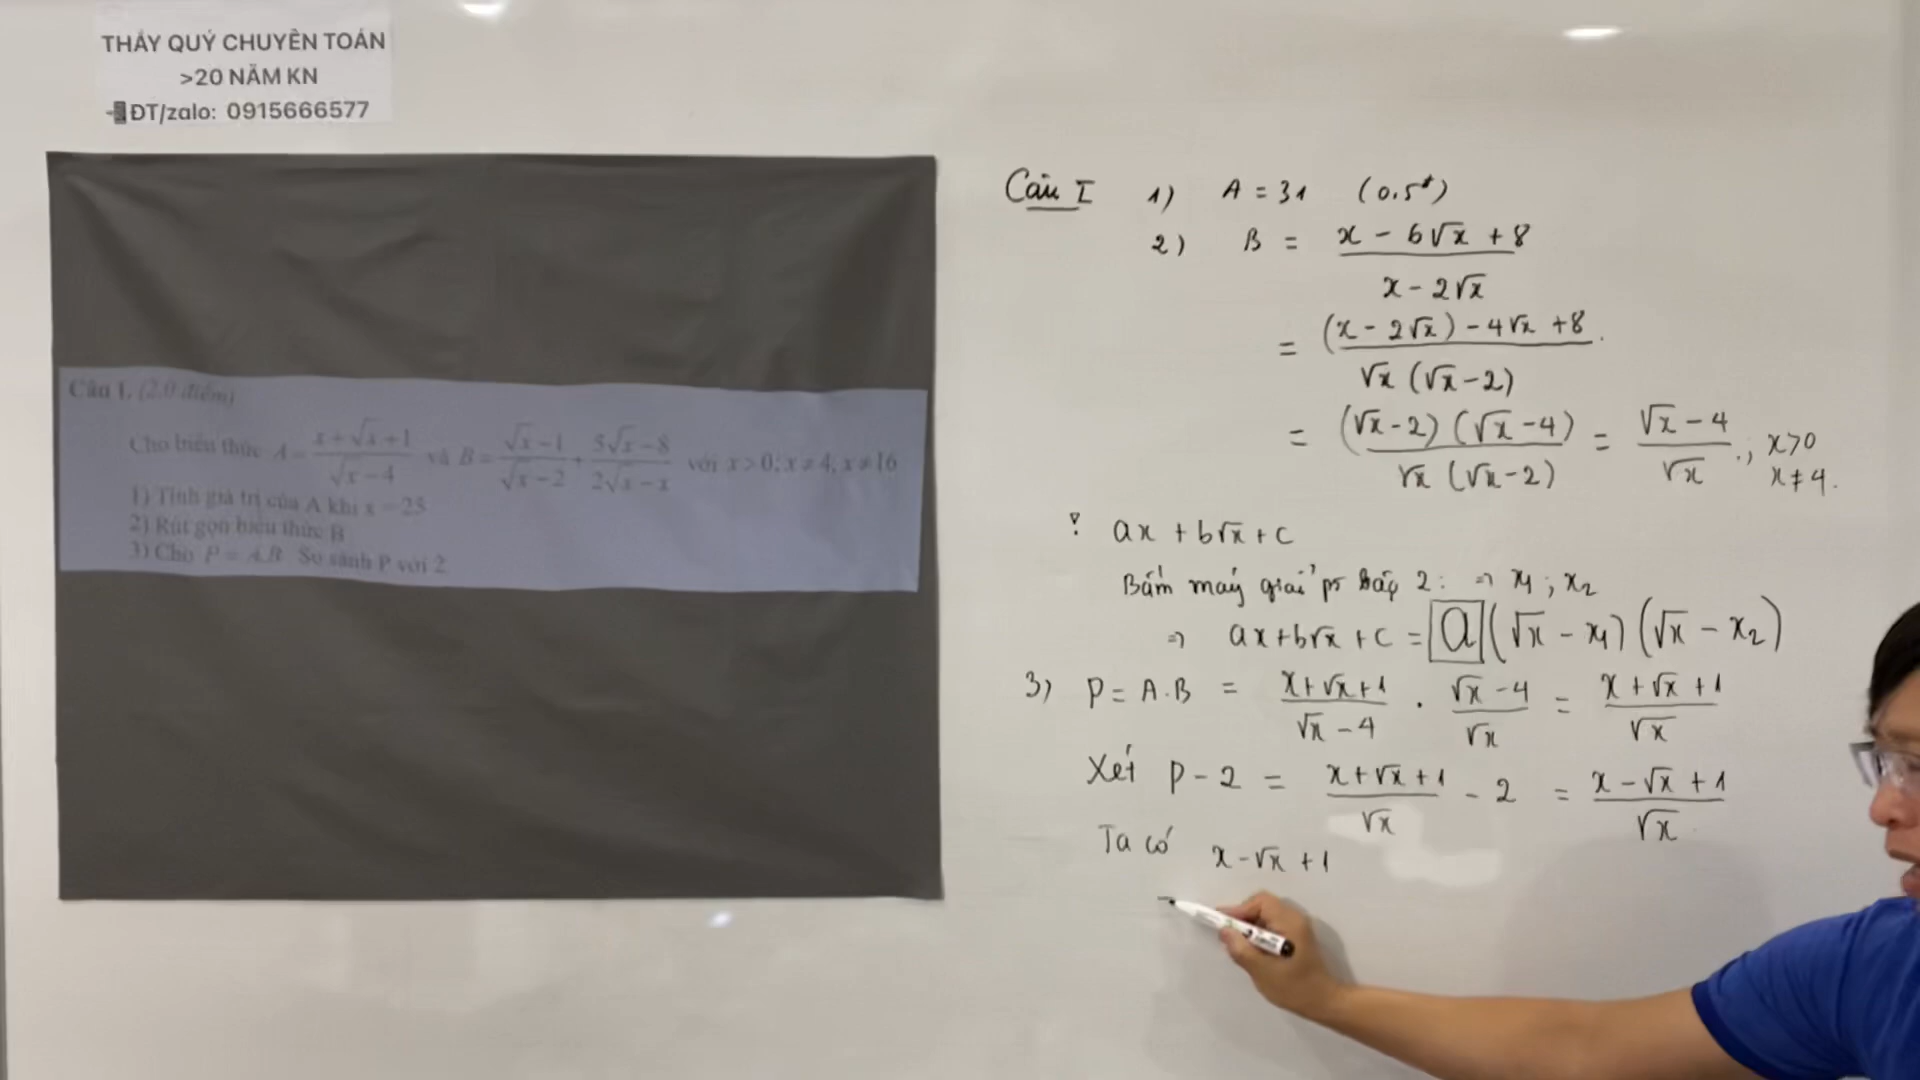 THẦY QUÝ CHUYÊN TOÁN
>20 NĂM KN
ĐT/zalo: 0915666577
Câu I. (2,0 điểm)
Cho biểu thức A = (x+√x+1)/(√x−4) và B = (√x−1)/(√x−2) + (5√x−8)/(2√x−x) với x > 0; x ≠ 4; x ≠ 16
1) Tính giá trị của A khi x = 25
2) Rút gọn biểu thức B
3) Cho P = A.B So sánh P với 2
Câu I 1) A = 31 (0.5đ)
2) B = (x − 6√x + 8)/(x − 2√x)
= ((x − 2√x) − 4√x + 8)/(√x (√x − 2))
= ((√x − 2) (√x − 4))/(√x (√x − 2)) = (√x − 4)/√x ; x>0 x ≠ 4.
ax + b√x + c
Bấm máy giải pt bậc 2: ⇒ x1 ; x2
⇒ ax + b√x + c = a (√x − x1) (√x − x2)
3) P = A.B = (x + √x + 1)/(√x − 4) . (√x − 4)/√x = (x + √x + 1)/√x
Xét P − 2 = (x + √x + 1)/√x − 2 = (x − √x + 1)/√x
Ta có x − √x + 1